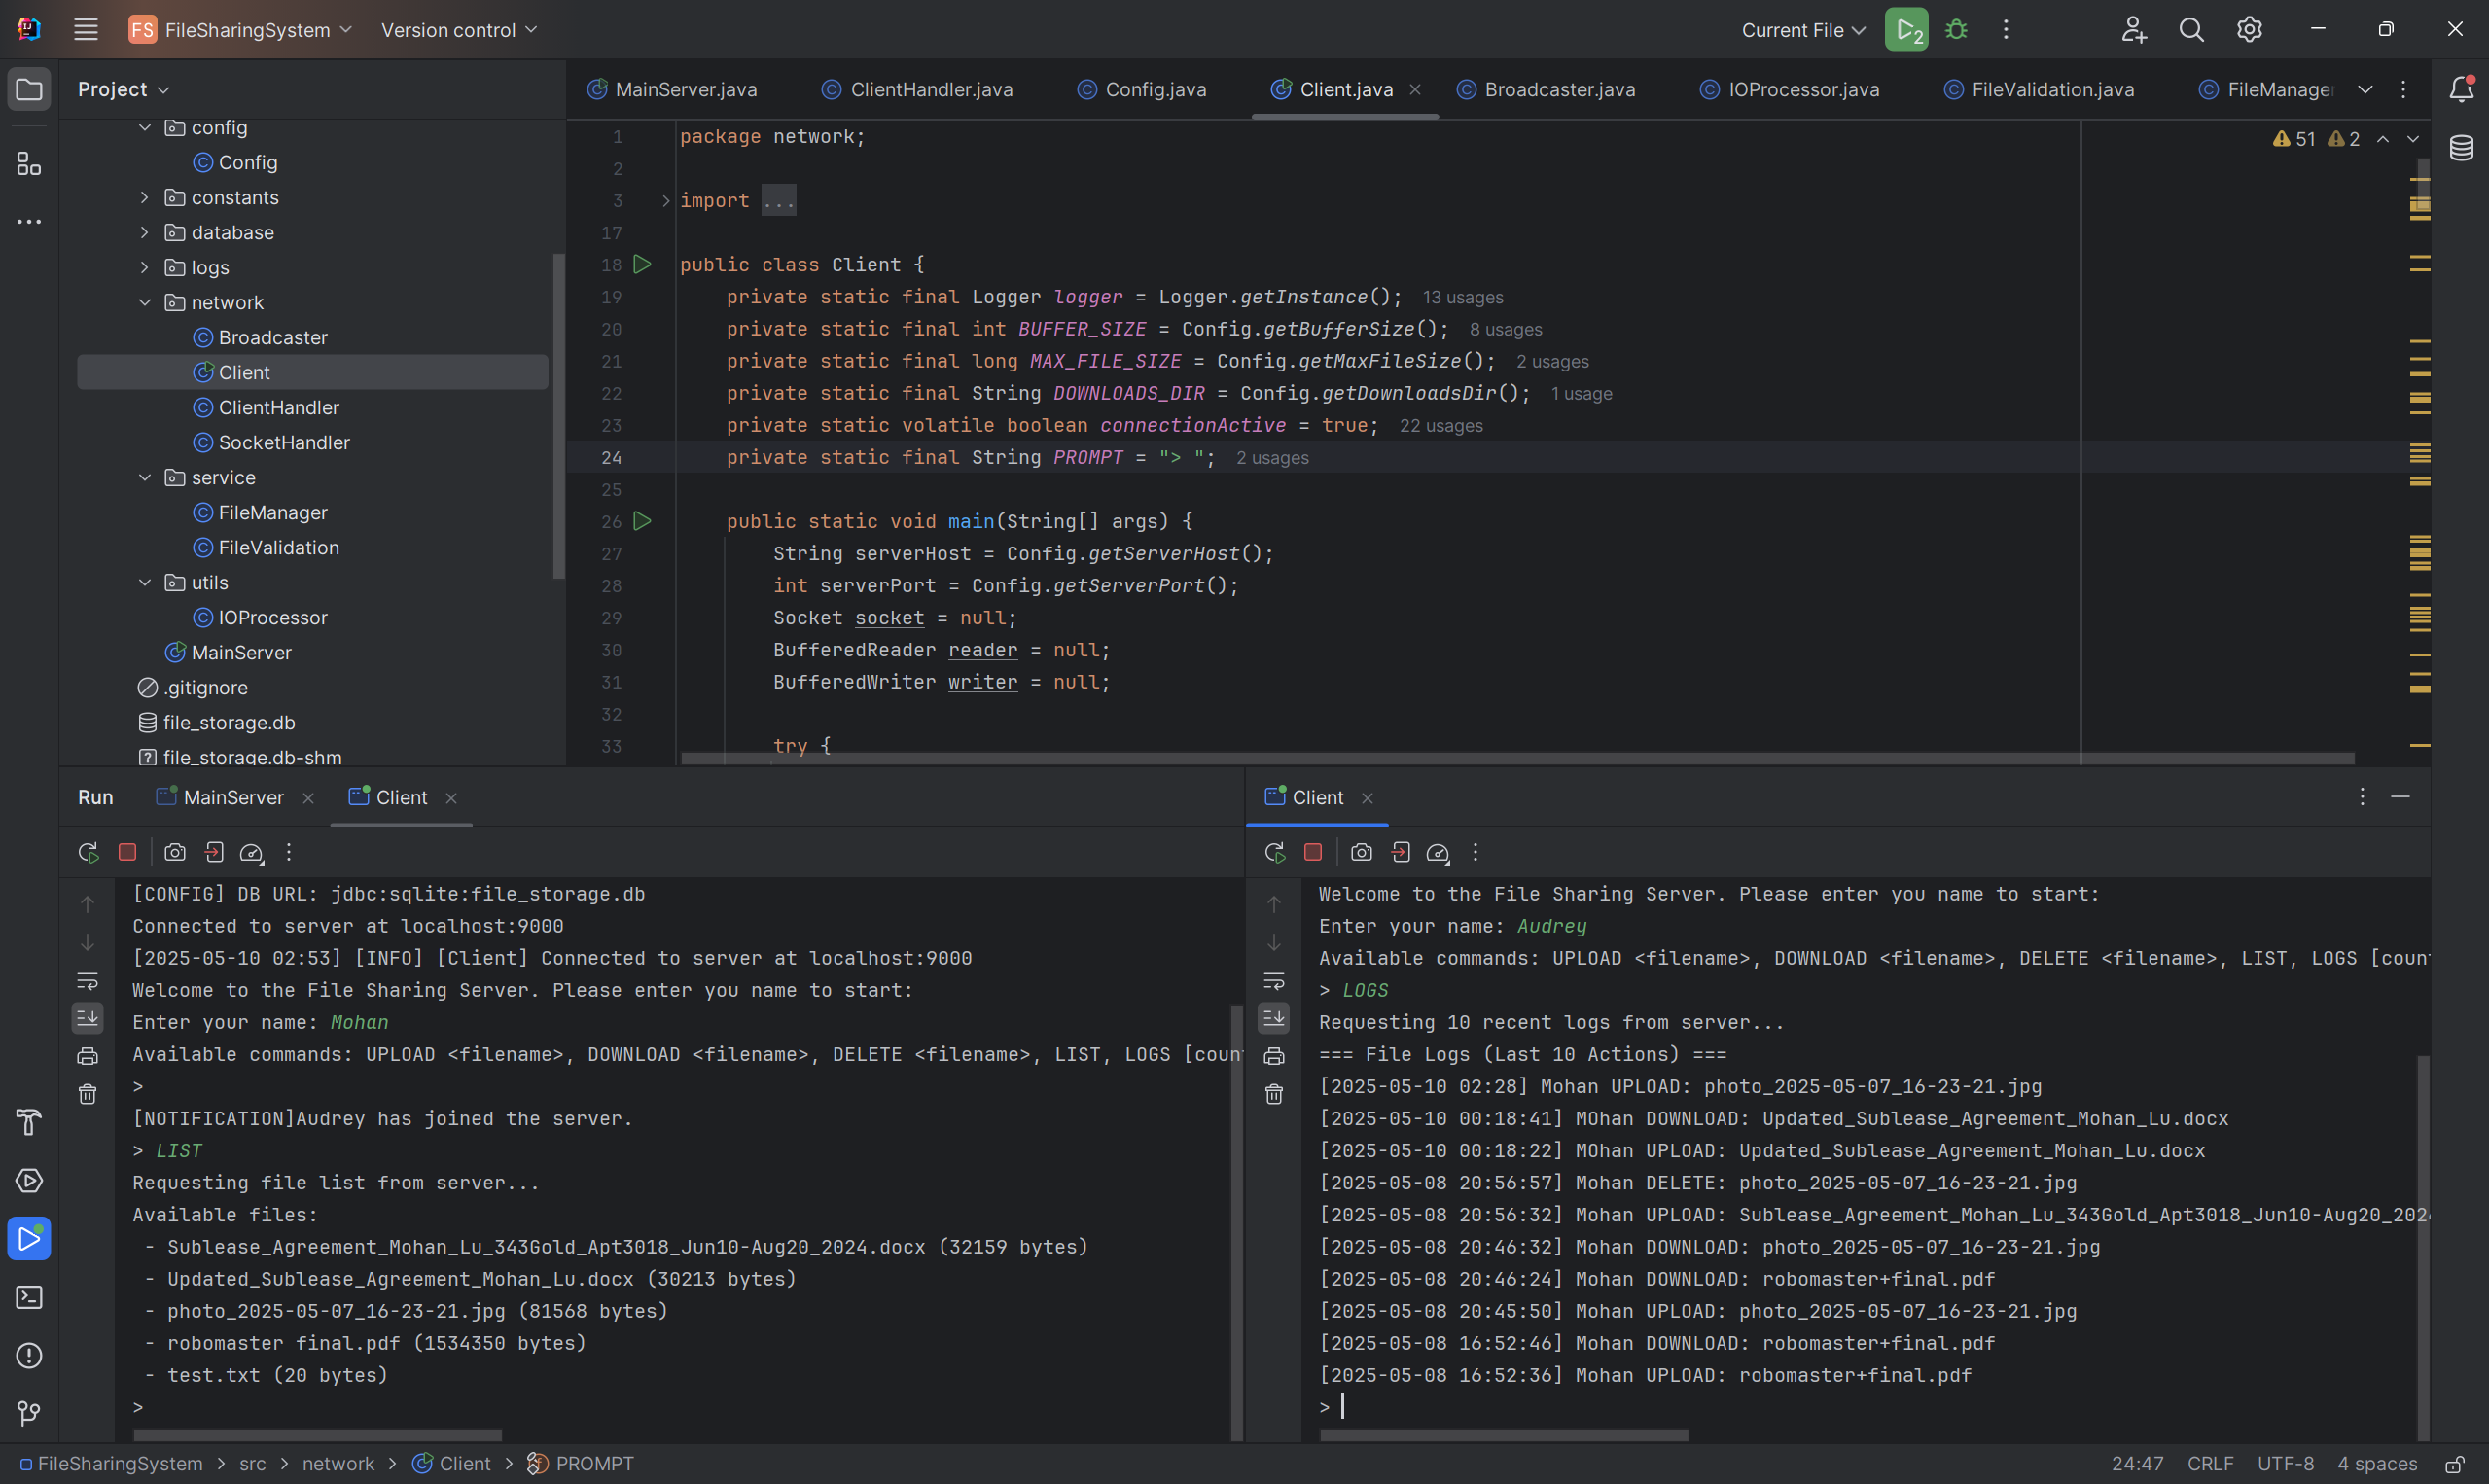 FS FileSharingSystem Version control Current File 2
Project
config
Config
constants
database
logs
network
Broadcaster
Client
ClientHandler
SocketHandler
service
FileManager
FileValidation
utils
IOProcessor
MainServer
.gitignore
file_storage.db
file_storage.db-shm
MainServer.java ClientHandler.java Config.java Client.java Broadcaster.java IOProcessor.java FileValidation.java FileManager
51 2
1 package network;
2
3 import ...
17
18 public class Client {
19 private static final Logger logger = Logger.getInstance(); 13 usages
20 private static final int BUFFER_SIZE = Config.getBufferSize(); 8 usages
21 private static final long MAX_FILE_SIZE = Config.getMaxFileSize(); 2 usages
22 private static final String DOWNLOADS_DIR = Config.getDownloadsDir(); 1 usage
23 private static volatile boolean connectionActive = true; 22 usages
24 private static final String PROMPT = "> "; 2 usages
25
26 public static void main(String[] args) {
27 String serverHost = Config.getServerHost();
28 int serverPort = Config.getServerPort();
29 Socket socket = null;
30 BufferedReader reader = null;
31 BufferedWriter writer = null;
32
33 try {
Run MainServer Client
[CONFIG] DB URL: jdbc:sqlite:file_storage.db
Connected to server at localhost:9000
[2025-05-10 02:53] [INFO] [Client] Connected to server at localhost:9000
Welcome to the File Sharing Server. Please enter you name to start:
Enter your name: Mohan
Available commands: UPLOAD <filename>, DOWNLOAD <filename>, DELETE <filename>, LIST, LOGS [coun
>
[NOTIFICATION]Audrey has joined the server.
> LIST
Requesting file list from server...
Available files:
- Sublease_Agreement_Mohan_Lu_343Gold_Apt3018_Jun10-Aug20_2024.docx (32159 bytes)
- Updated_Sublease_Agreement_Mohan_Lu.docx (30213 bytes)
- photo_2025-05-07_16-23-21.jpg (81568 bytes)
- robomaster final.pdf (1534350 bytes)
- test.txt (20 bytes)
>
Client
Welcome to the File Sharing Server. Please enter you name to start:
Enter your name: Audrey
Available commands: UPLOAD <filename>, DOWNLOAD <filename>, DELETE <filename>, LIST, LOGS [coun
> LOGS
Requesting 10 recent logs from server...
=== File Logs (Last 10 Actions) ===
[2025-05-10 02:28] Mohan UPLOAD: photo_2025-05-07_16-23-21.jpg
[2025-05-10 00:18:41] MOhan DOWNLOAD: Updated_Sublease_Agreement_Mohan_Lu.docx
[2025-05-10 00:18:22] MOhan UPLOAD: Updated_Sublease_Agreement_Mohan_Lu.docx
[2025-05-08 20:56:57] Mohan DELETE: photo_2025-05-07_16-23-21.jpg
[2025-05-08 20:56:32] Mohan UPLOAD: Sublease_Agreement_Mohan_Lu_343Gold_Apt3018_Jun10-Aug20_202
[2025-05-08 20:46:32] Mohan DOWNLOAD: photo_2025-05-07_16-23-21.jpg
[2025-05-08 20:46:24] Mohan DOWNLOAD: robomaster+final.pdf
[2025-05-08 20:45:50] Mohan UPLOAD: photo_2025-05-07_16-23-21.jpg
[2025-05-08 16:52:46] Mohan DOWNLOAD: robomaster+final.pdf
[2025-05-08 16:52:36] Mohan UPLOAD: robomaster+final.pdf
>
FileSharingSystem > src > network > Client > PROMPT 24:47 CRLF UTF-8 4 spaces